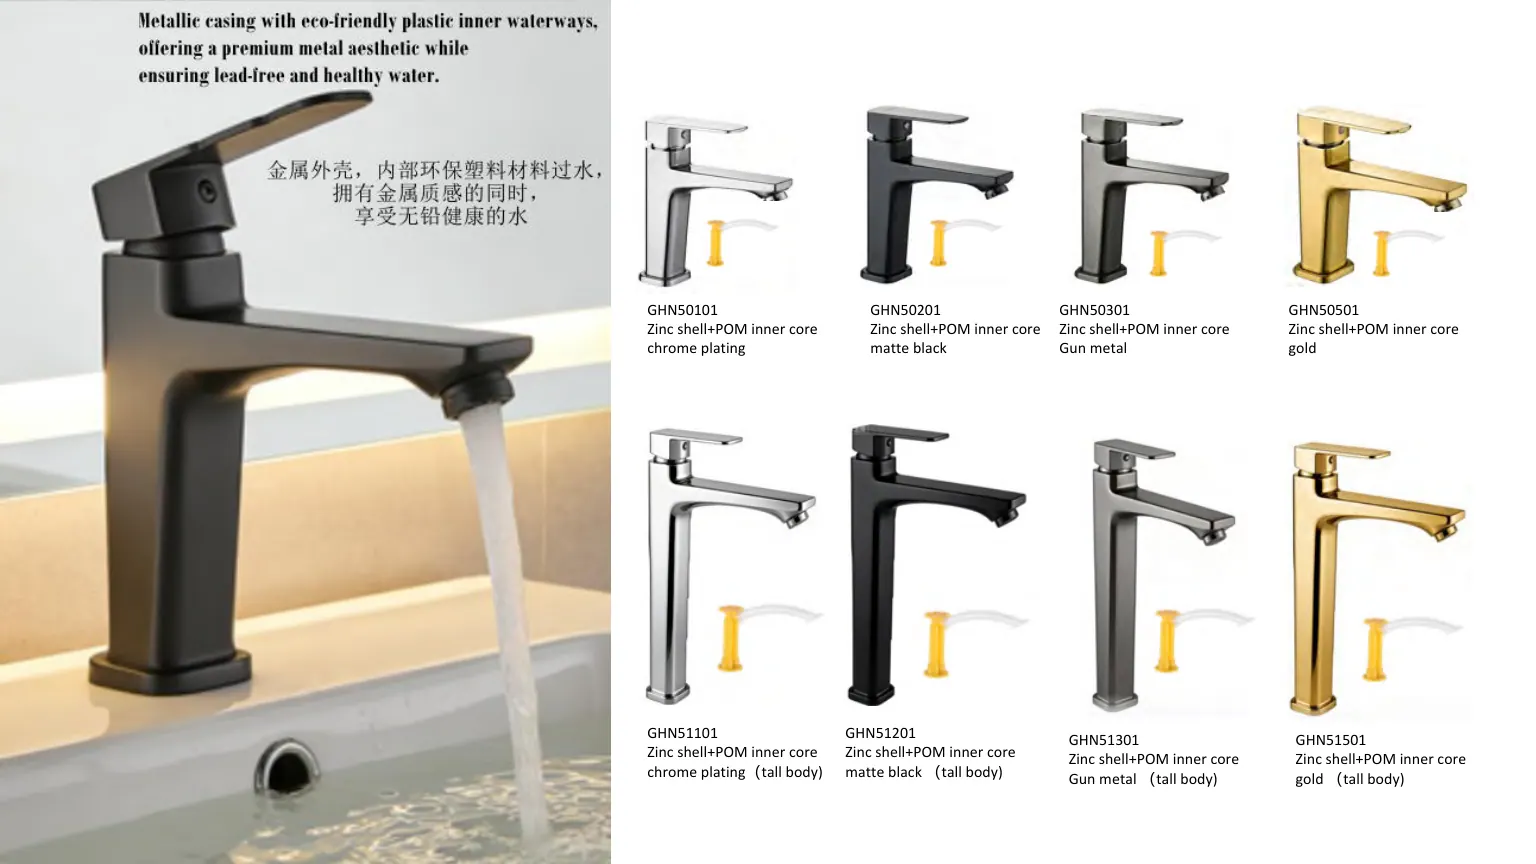 Metallic casing with eco-friendly plastic inner waterways,
offering a premium metal aesthetic while
ensuring lead-free and healthy water.
金属外壳，内部环保塑料材料过水，
拥有金属质感的同时，
享受无铅健康的水
GHN50101
Zinc shell+POM inner core
chrome plating
GHN50201
Zinc shell+POM inner core
matte black
GHN50301
Zinc shell+POM inner core
Gun metal
GHN50501
Zinc shell+POM inner core
gold
GHN51101
Zinc shell+POM inner core
chrome plating（tall body)
GHN51201
Zinc shell+POM inner core
matte black （tall body)
GHN51301
Zinc shell+POM inner core
Gun metal （tall body)
GHN51501
Zinc shell+POM inner core
gold （tall body)